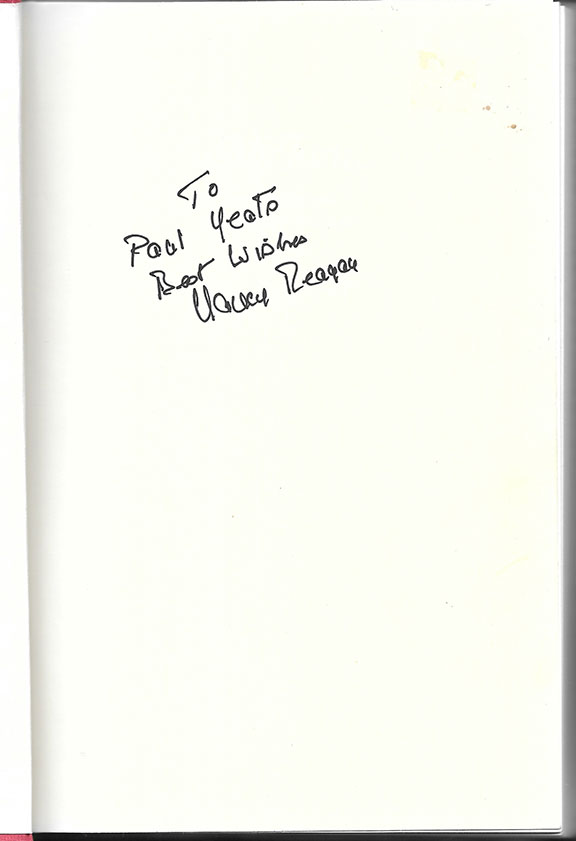 To
Paul Yeats
Best Wishes
Nancy Reagan